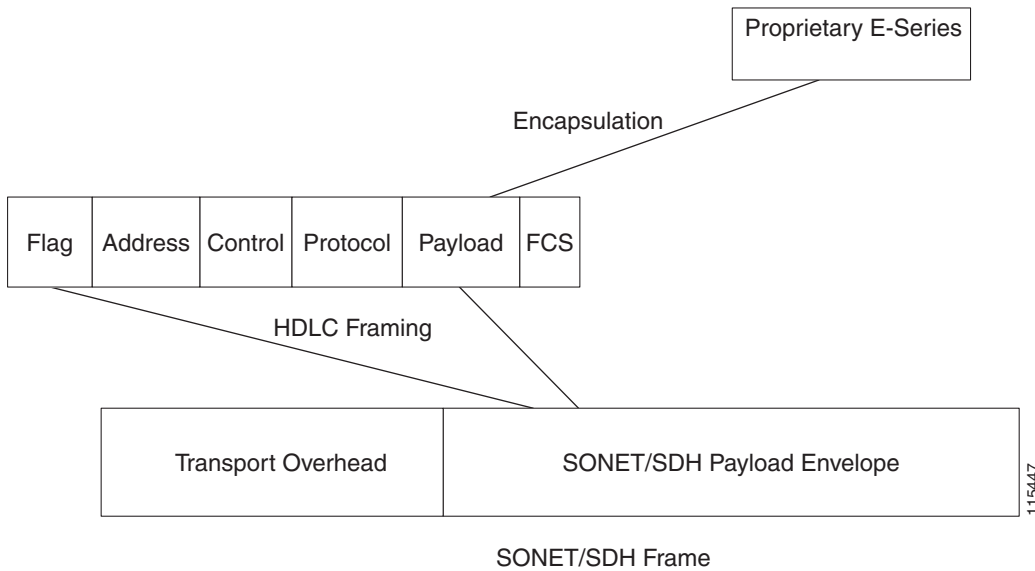 Proprietary E-Series
Encapsulation
Flag Address Control Protocol Payload FCS
HDLC Framing
Transport Overhead SONET/SDH Payload Envelope
115447
SONET/SDH Frame